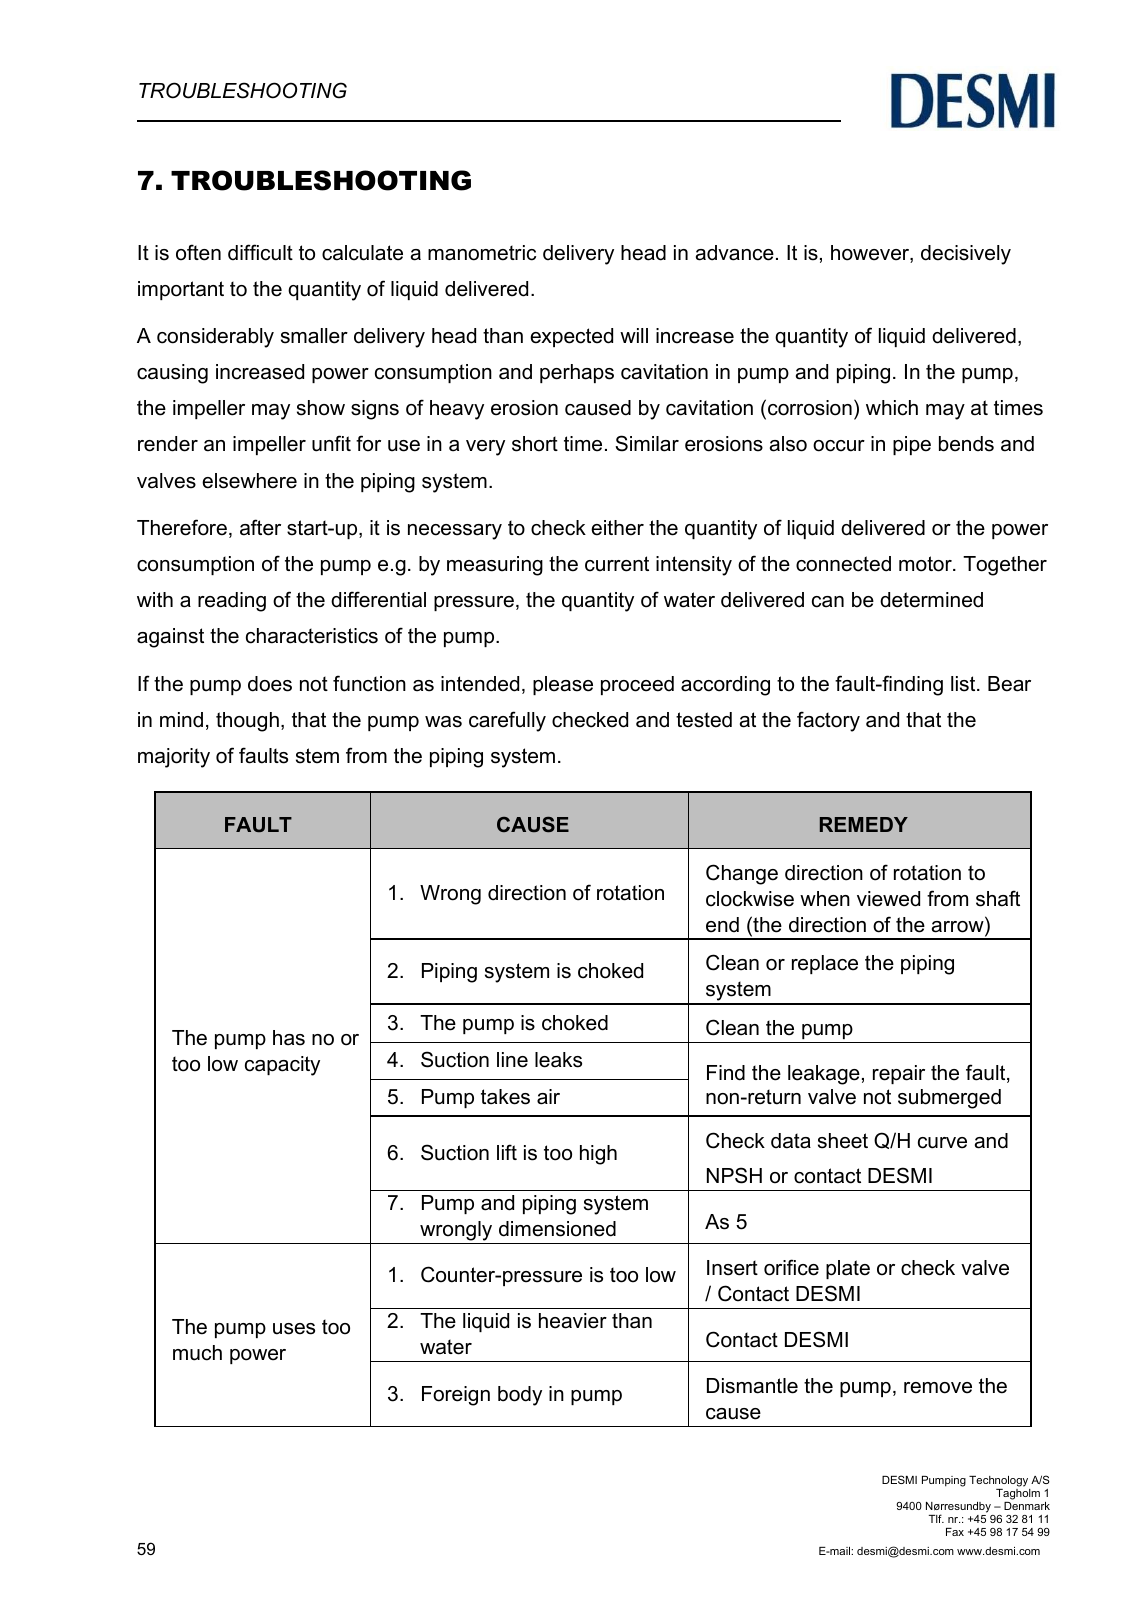 TROUBLESHOOTING
DESMI
7. TROUBLESHOOTING
It is often difficult to calculate a manometric delivery head in advance. It is, however, decisively
important to the quantity of liquid delivered.
A considerably smaller delivery head than expected will increase the quantity of liquid delivered,
causing increased power consumption and perhaps cavitation in pump and piping. In the pump,
the impeller may show signs of heavy erosion caused by cavitation (corrosion) which may at times
render an impeller unfit for use in a very short time. Similar erosions also occur in pipe bends and
valves elsewhere in the piping system.
Therefore, after start-up, it is necessary to check either the quantity of liquid delivered or the power
consumption of the pump e.g. by measuring the current intensity of the connected motor. Together
with a reading of the differential pressure, the quantity of water delivered can be determined
against the characteristics of the pump.
If the pump does not function as intended, please proceed according to the fault-finding list. Bear
in mind, though, that the pump was carefully checked and tested at the factory and that the
majority of faults stem from the piping system.
FAULT CAUSE REMEDY
The pump has no or
too low capacity
1. Wrong direction of rotation
Change direction of rotation to
clockwise when viewed from shaft
end (the direction of the arrow)
2. Piping system is choked
Clean or replace the piping
system
3. The pump is choked
Clean the pump
4. Suction line leaks
5. Pump takes air
Find the leakage, repair the fault,
non-return valve not submerged
6. Suction lift is too high
Check data sheet Q/H curve and
NPSH or contact DESMI
7. Pump and piping system
wrongly dimensioned
As 5
The pump uses too
much power
1. Counter-pressure is too low
Insert orifice plate or check valve
/ Contact DESMI
2. The liquid is heavier than
water
Contact DESMI
3. Foreign body in pump
Dismantle the pump, remove the
cause
DESMI Pumping Technology A/S
Tagholm 1
9400 Nørresundby – Denmark
Tlf. nr.: +45 96 32 81 11
Fax +45 98 17 54 99
59
E-mail: desmi@desmi.com www.desmi.com